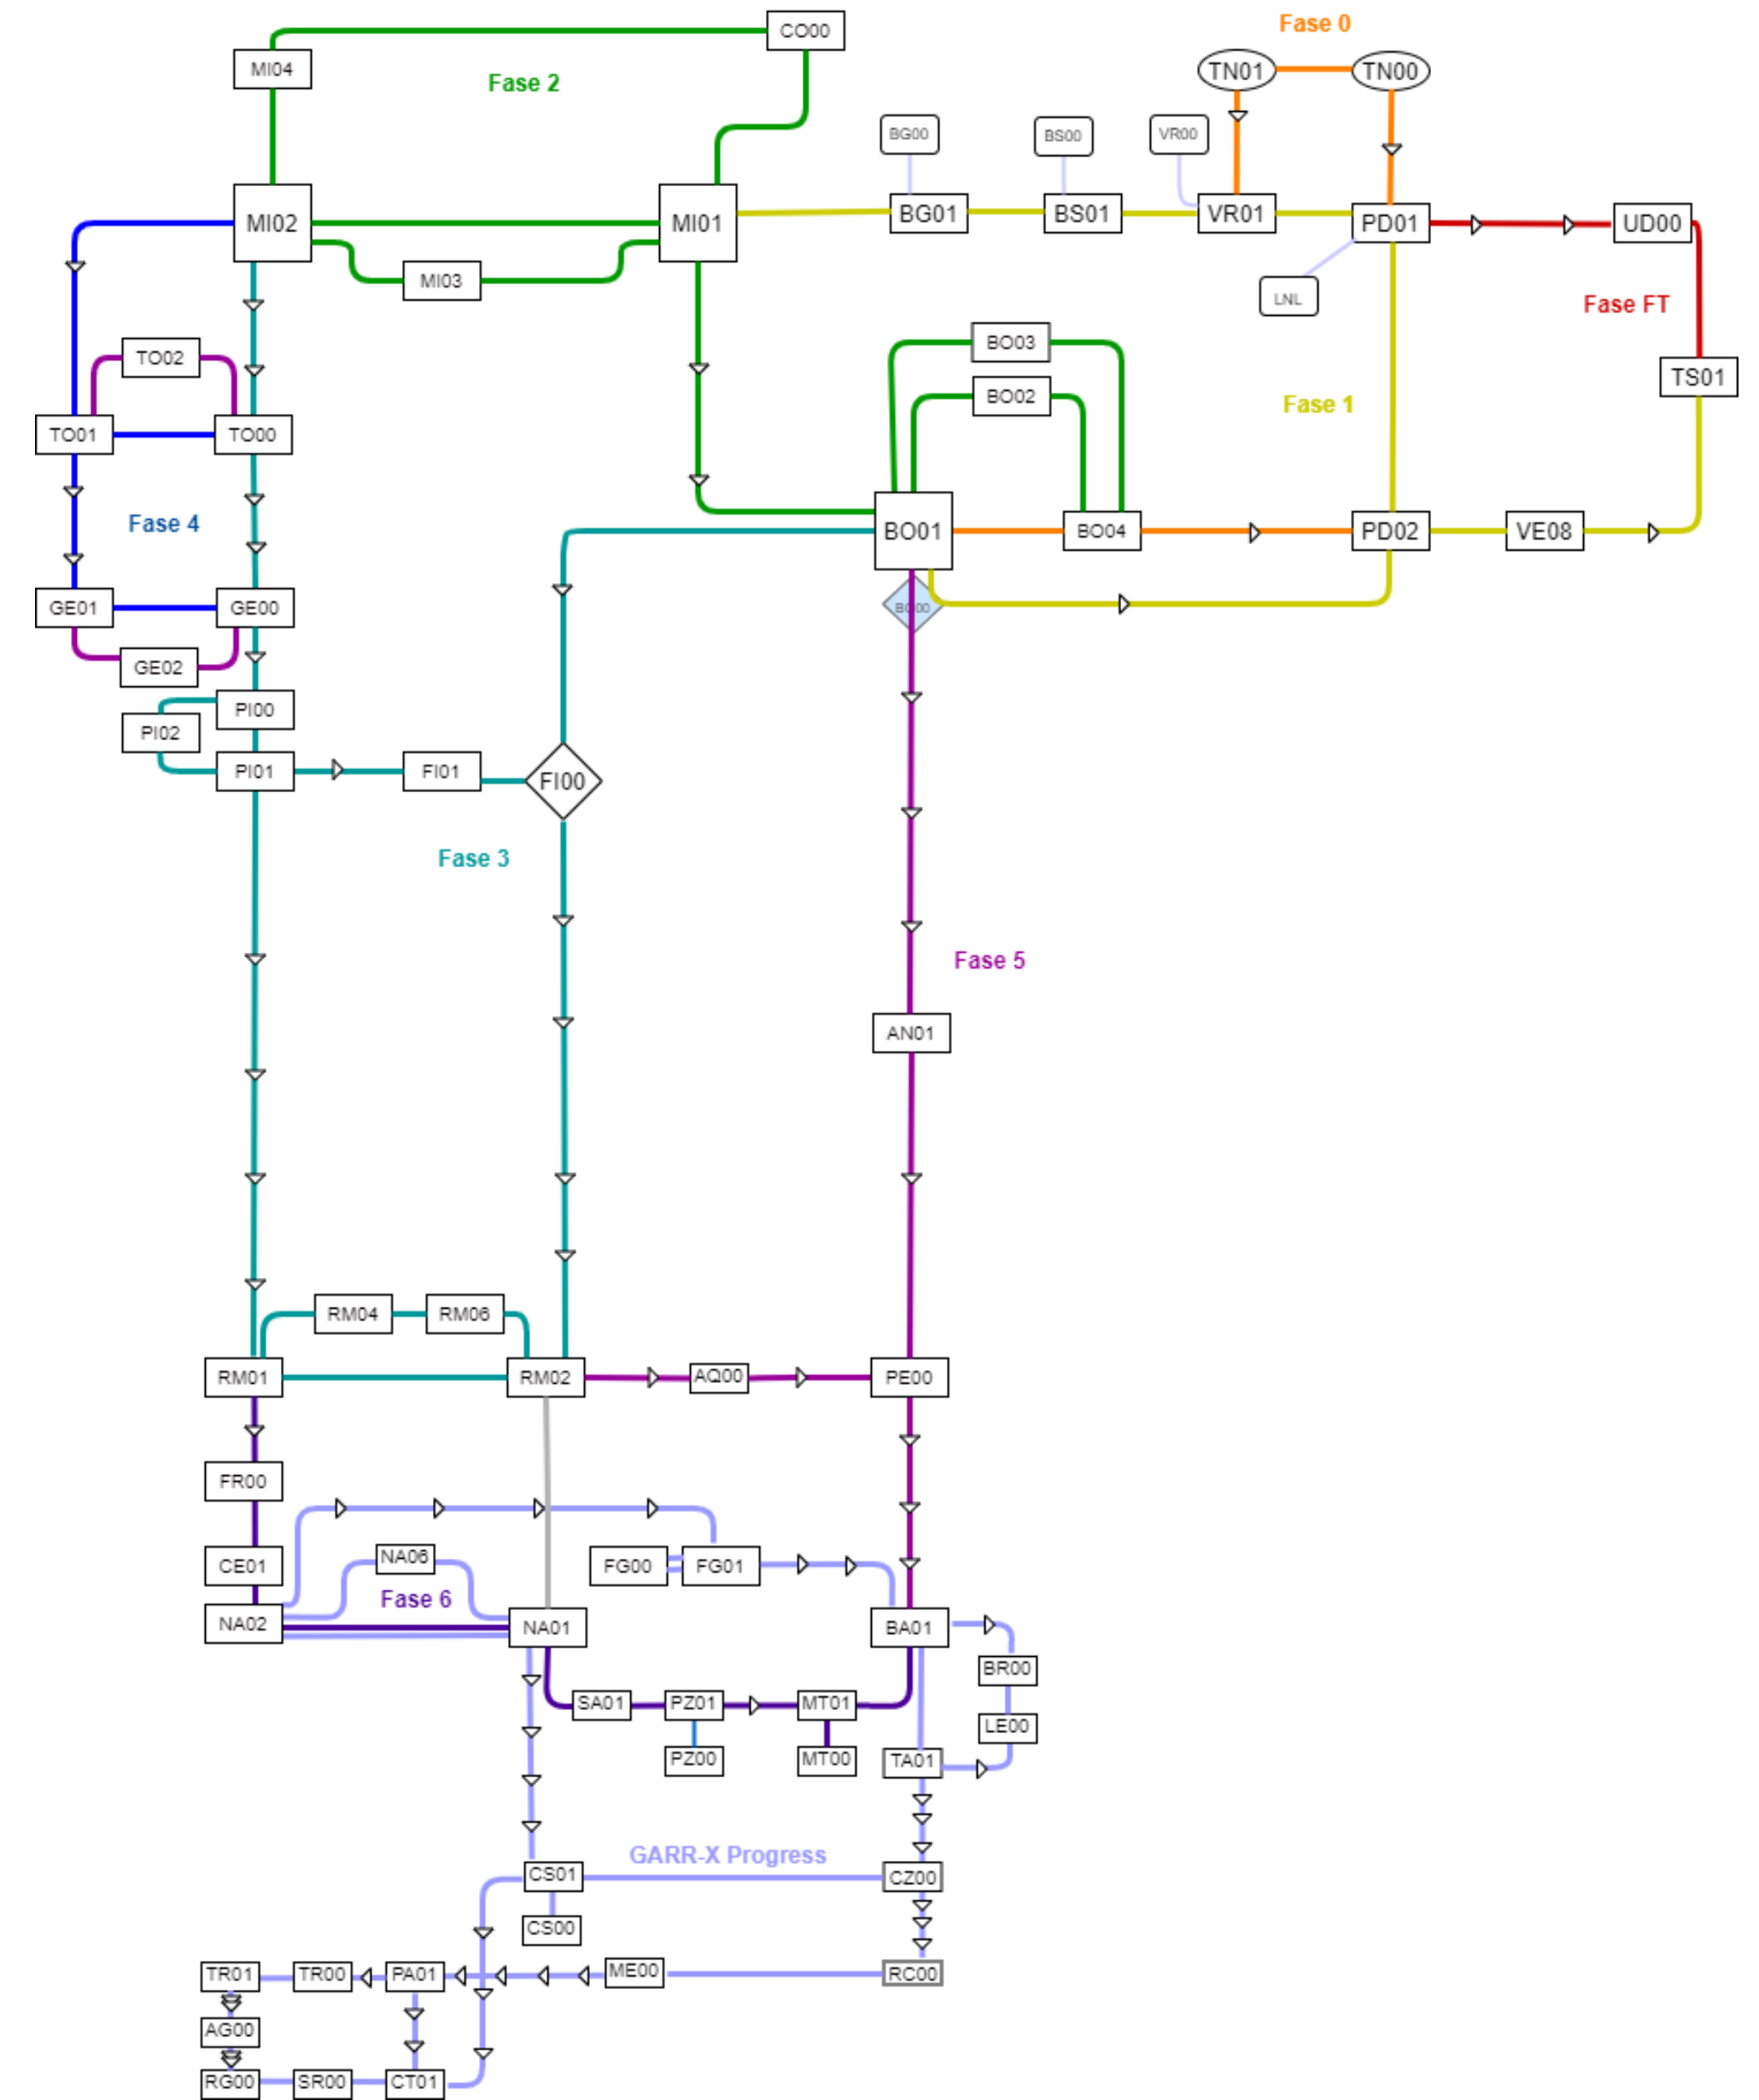 CO00
Fase 0
MI04
Fase 2
TN01
TN00
BG00
BS00
VR00
MI02
MI01
BG01
BS01
VR01
PD01
UD00
MI03
LNL
Fase FT
BO03
TO02
BO02
TS01
Fase 1
TO01
TO00
Fase 4
BO01
BO04
PD02
VE08
GE01
GE00
BO00
GE02
PI00
PI02
PI01
FI01
FI00
Fase 3
Fase 5
AN01
RM04
RM06
RM01
RM02
AQ00
PE00
FR00
NA06
CE01
FG00
FG01
Fase 6
NA02
NA01
BA01
BR00
SA01
PZ01
MT01
LE00
PZ00
MT00
TA01
GARR-X Progress
CS01
CZ00
CS00
TR01
TR00
PA01
ME00
RC00
AG00
RG00
SR00
CT01